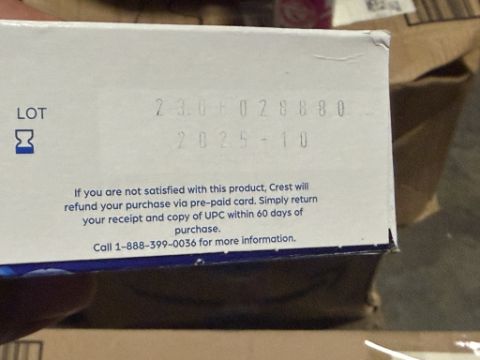 LOT
2025-10
If you are not satisfied with this product, Crest will
refund your purchase via pre-paid card. Simply return
your receipt and copy of UPC within 60 days of
purchase.
Call 1-888-399-0036 for more information.